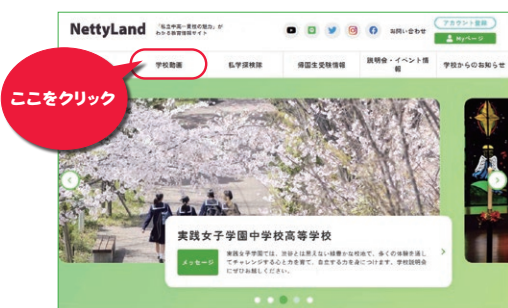 NettyLand
「私立中高一貫校の魅力」が
わかる教育情報サイト
お問い合わせ
アカウント登録
Myページ
学校動画
私学探検隊
帰国生受験情報
説明会・イベント情
報
学校からのお知らせ
ここをクリック
実践女子学園中学校高等学校
メッセージ
実践女子学園では、渋谷とは思えない緑豊かな校地で、多くの体験を通し
てチャレンジする心と力を育て、自立する力を身につけます。学校説明会
にぜひお越しください。